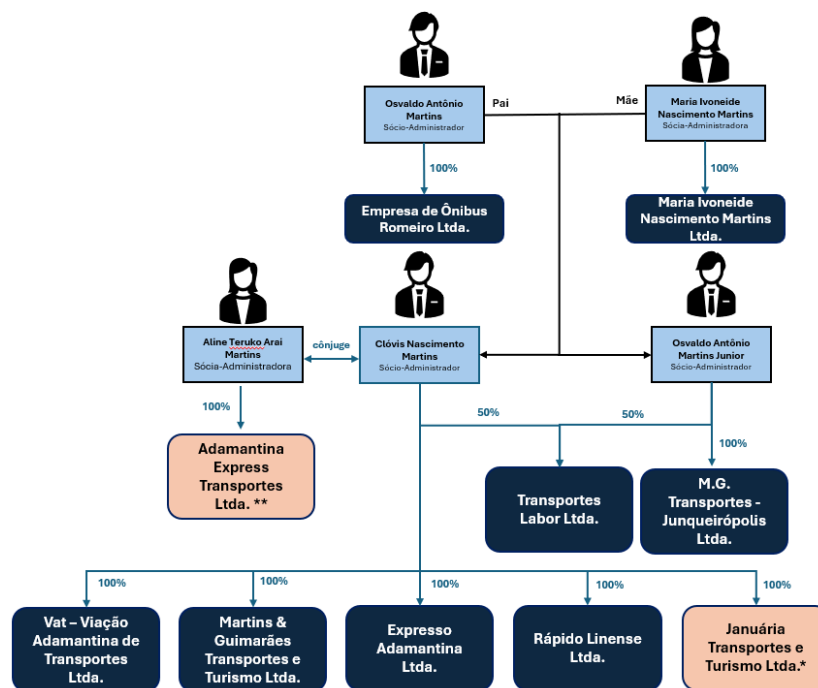 Osvaldo Antônio
Martins
Sócio-Administrador
Pai
Mãe
Maria Ivoneide
Nascimento Martins
Sócia-Administradora
100%
100%
Empresa de Ônibus
Romeiro Ltda.
Maria Ivoneide
Nascimento Martins
Ltda.
Aline Teruko Arai
Martins
Sócia-Administradora
cônjuge
Clóvis Nascimento
Martins
Sócio-Administrador
Osvaldo Antônio
Martins Junior
Sócio-Administrador
100%
50%
50%
100%
Adamantina
Express
Transportes
Ltda. **
Transportes
Labor Ltda.
M.G.
Transportes -
Junqueirópolis
Ltda.
100%
100%
100%
100%
100%
Vat – Viação
Adamantina de
Transportes
Ltda.
Martins &
Guimarães
Transportes e
Turismo Ltda.
Expresso
Adamantina
Ltda.
Rápido Linense
Ltda.
Januária
Transportes e
Turismo Ltda.*